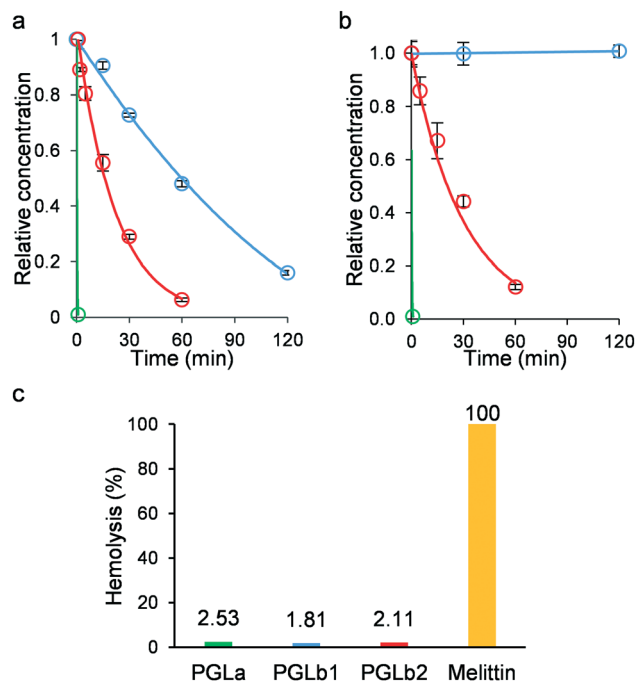 a
1
0.8
0.6
0.4
0.2
0
Relative concentration
0 30 60 90 120
Time (min)
b
1.0
0.8
0.6
0.4
0.2
0.0
Relative concentration
0 30 60 90 120
Time (min)
c
100
80
60
40
20
0
Hemolysis (%)
2.53 1.81 2.11 100
PGLa PGLb1 PGLb2 Melittin